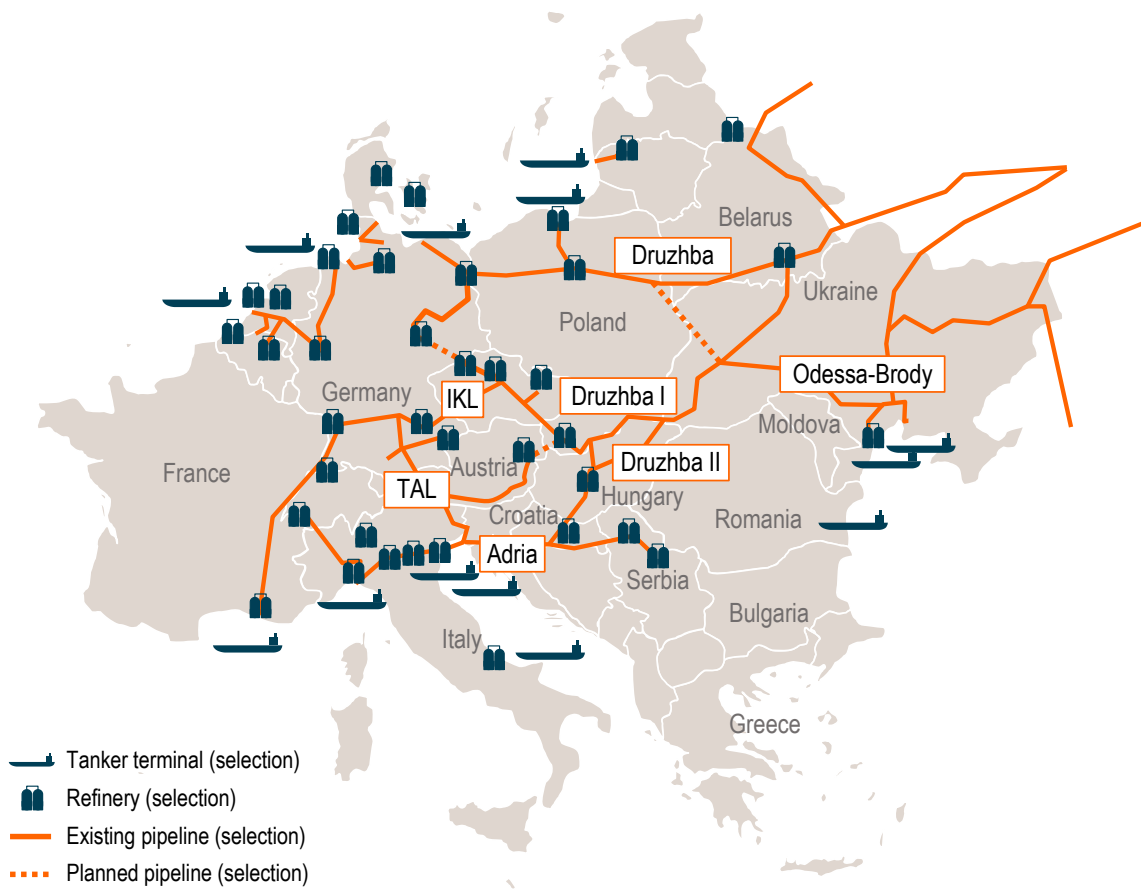 Belarus
Druzhba
Ukraine
Poland
Odessa-Brody
Germany
IKL
Druzhba I
Moldova
France
Austria
Druzhba II
TAL
Hungary
Croatia
Romania
Adria
Serbia
Bulgaria
Italy
Greece
Tanker terminal (selection)
Refinery (selection)
Existing pipeline (selection)
Planned pipeline (selection)